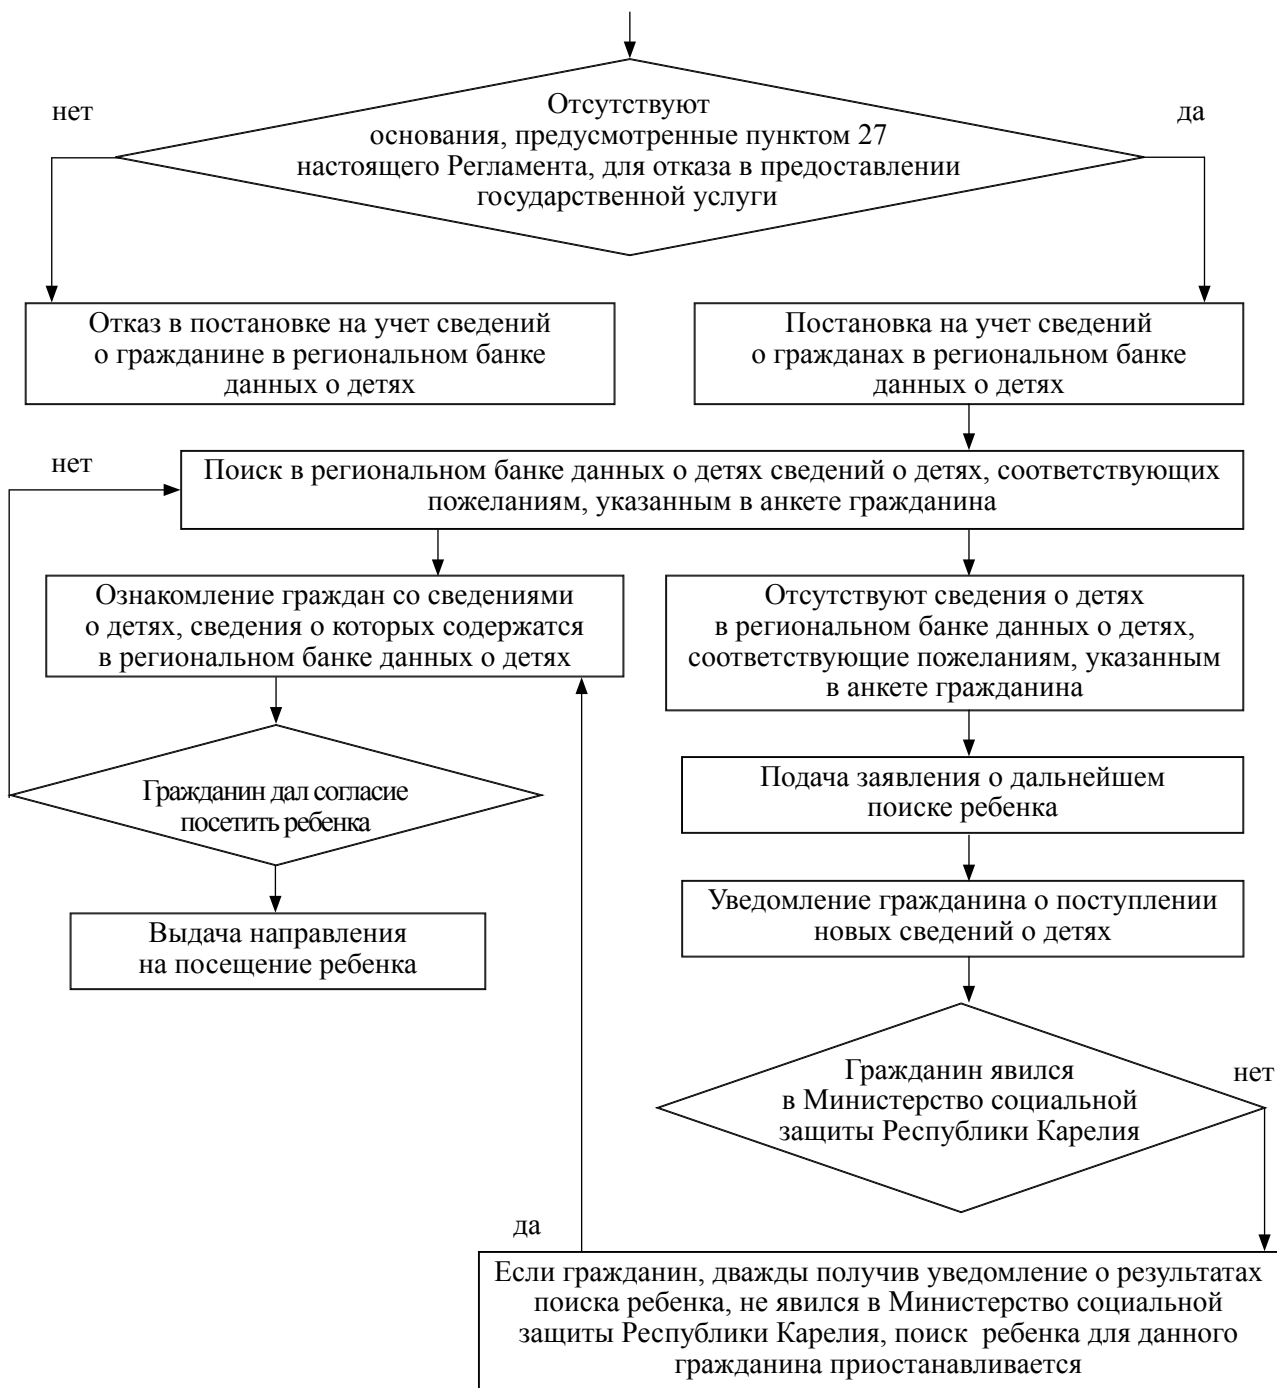 нет
да
Отсутствуют
основания, предусмотренные пунктом 27
настоящего Регламента, для отказа в предоставлении
государственной услуги
Отказ в постановке на учет сведений
о гражданине в региональном банке
данных о детях
Постановка на учет сведений
о гражданах в региональном банке
данных о детях
нет
Поиск в региональном банке данных о детях сведений о детях, соответствующих
пожеланиям, указанным в анкете гражданина
Ознакомление граждан со сведениями
о детях, сведения о которых содержатся
в региональном банке данных о детях
Отсутствуют сведения о детях
в региональном банке данных о детях,
соответствующие пожеланиям, указанным
в анкете гражданина
Гражданин дал согласие
посетить ребенка
Подача заявления о дальнейшем
поиске ребенка
Выдача направления
на посещение ребенка
Уведомление гражданина о поступлении
новых сведений о детях
Гражданин явился
в Министерство социальной
защиты Республики Карелия
нет
да
Если гражданин, дважды получив уведомление о результатах
поиска ребенка, не явился в Министерство социальной
защиты Республики Карелия, поиск ребенка для данного
гражданина приостанавливается